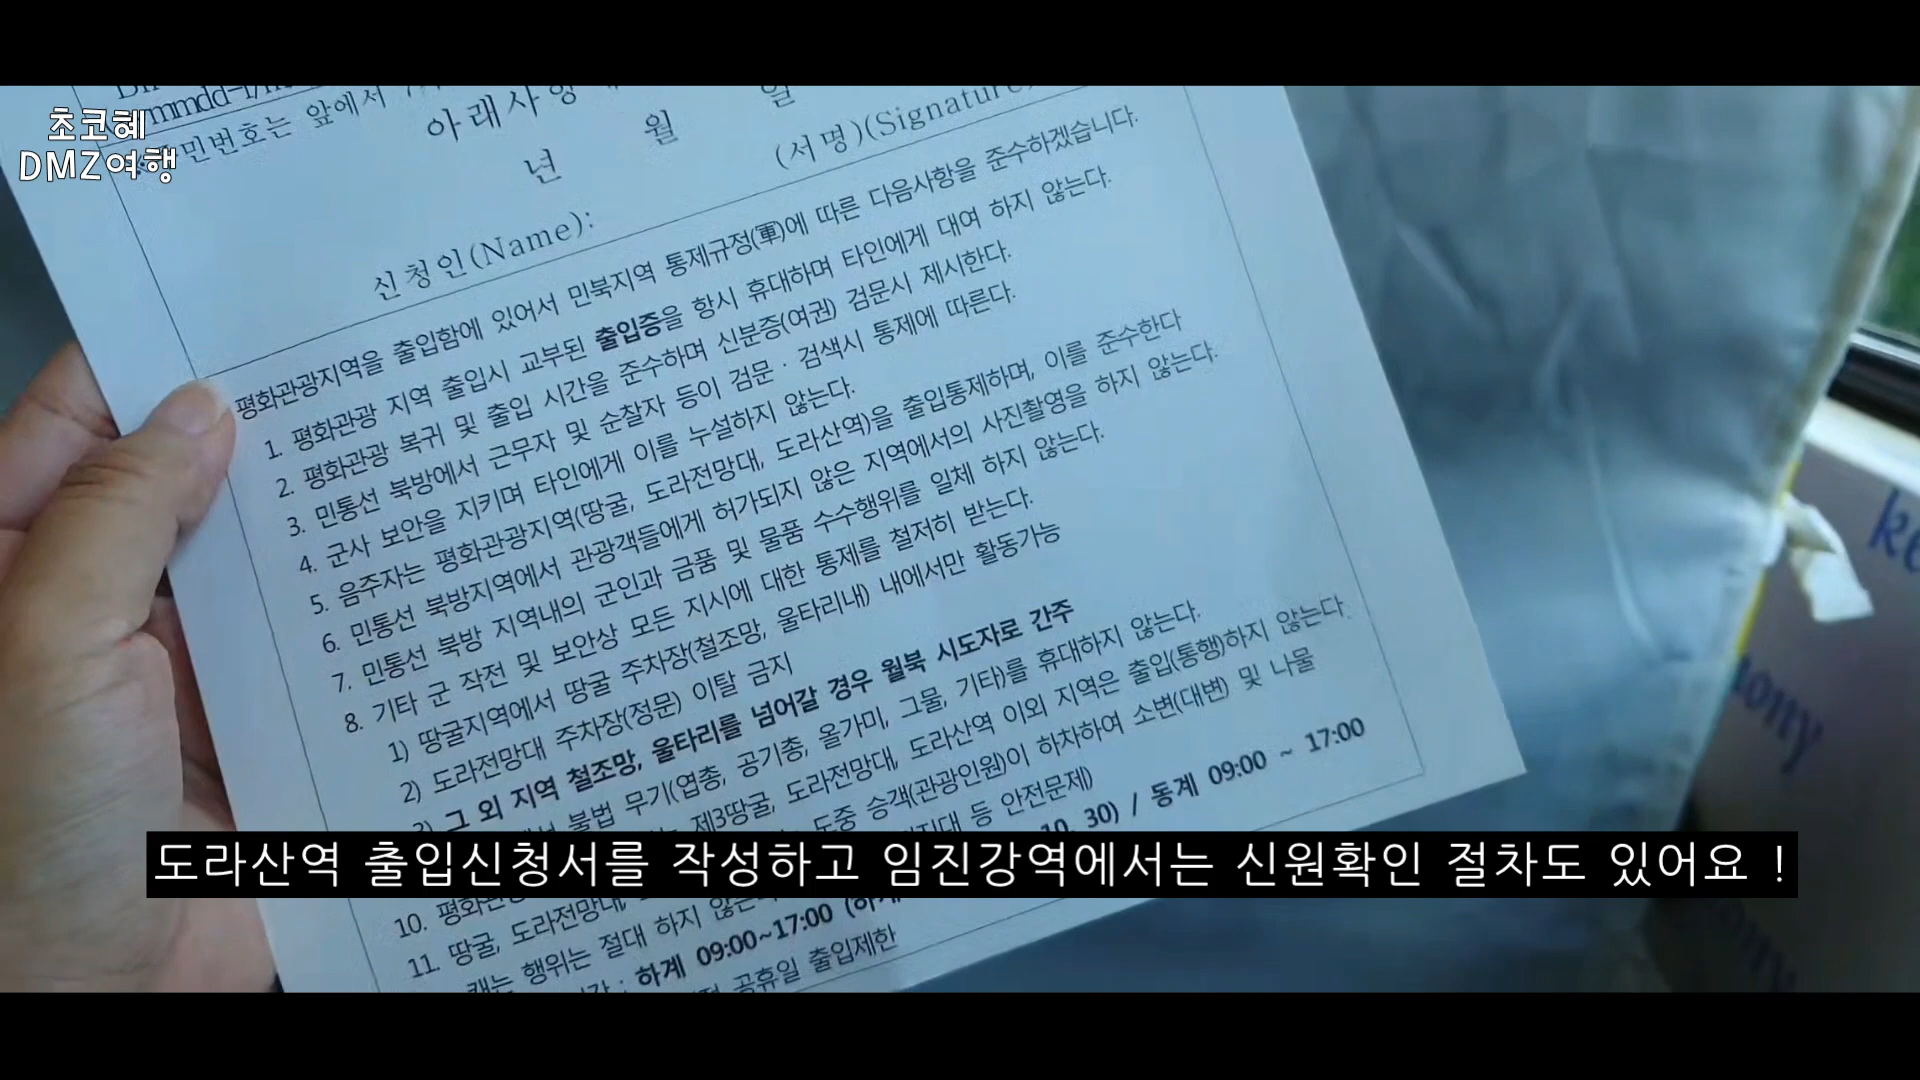 초코혜
DMZ여행
mmdd-1/
민번호는 앞에서
아래사항
년 월 일
신청인(Name): (서명)(Signature)
평화관광지역을 출입함에 있어서 민북지역 통제규정(軍)에 따른 다음사항을 준수하겠습니다.
1. 평화관광 지역 출입시 교부된 출입증을 항시 휴대하며 타인에게 대여 하지 않는다.
2. 평화관광 복귀 및 출입 시간을 준수하며 신분증(여권) 검문시 제시한다.
3. 민통선 북방에서 근무자 및 순찰자 등이 검문 · 검색시 통제에 따른다.
4. 군사 보안을 지키며 타인에게 이를 누설하지 않는다.
5. 음주자는 평화관광지역(땅굴, 도라전망대, 도라산역)을 출입통제하며, 이를 준수한다
6. 민통선 북방지역에서 관광객들에게 허가되지 않은 지역에서의 사진촬영을 하지 않는다.
7. 민통선 북방 지역내의 군인과 금품 및 물품 수수행위를 일체 하지 않는다.
8. 기타 군 작전 및 보안상 모든 지시에 대한 통제를 철저히 받는다.
1) 땅굴지역에서 땅굴 주차장(철조망, 울타리내) 내에서만 활동가능
2) 도라전망대 주차장(정문) 이탈 금지
3) 그 외 지역 철조망, 울타리를 넘어갈 경우 월북 시도자로 간주
불법 무기(엽총, 공기총, 올가미, 그물, 기타)를 휴대하지 않는다.
10. 평화관 제3땅굴, 도라전망대, 도라산역 이외 지역은 출입(통행)하지 않는다.
11. 땅굴, 도라전망대, 도중 승객(관광인원)이 하차하여 소변(대변) 및 나물
캐는 행위는 절대 하지 않는 등 안전문제)
: 하계 09:00~17:00 (하계 10. 30) / 동계 09:00 ~ 17:00
공휴일 출입제한
도라산역 출입신청서를 작성하고 임진강역에서는 신원확인 절차도 있어요 !